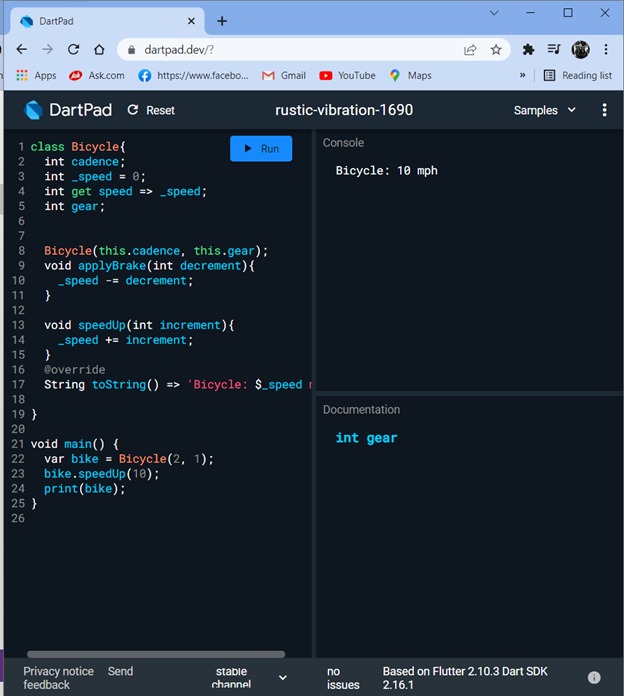 DartPad
dartpad.dev/?
Apps Ask.com https://www.facebo... Gmail YouTube Maps » Reading list
DartPad Reset rustic-vibration-1690 Samples
Run
1 class Bicycle{
2 int cadence;
3 int _speed = 0;
4 int get speed => _speed;
5 int gear;
6
7
8 Bicycle(this.cadence, this.gear);
9 void applyBrake(int decrement){
10 _speed -= decrement;
11 }
12
13 void speedUp(int increment){
14 _speed += increment;
15 }
16 @override
17 String toString() => 'Bicycle: $_speed m
18
19 }
20
21 void main() {
22 var bike = Bicycle(2, 1);
23 bike.speedUp(10);
24 print(bike);
25 }
26
Console
Bicycle: 10 mph
Documentation
int gear
Privacy notice Send
feedback
stable
channel
no
issues
Based on Flutter 2.10.3 Dart SDK
2.16.1